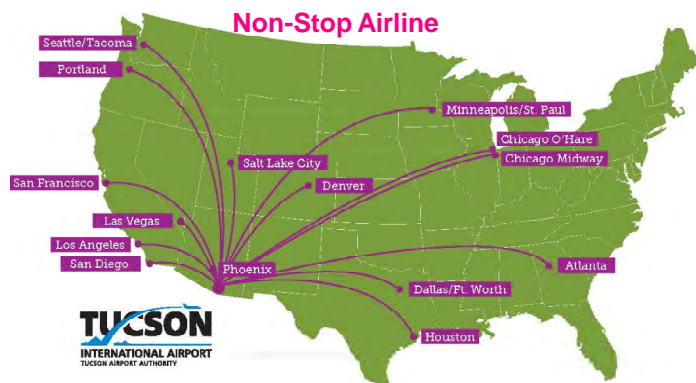 Non-Stop Airline
Seattle/Tacoma
Portland
Minneapolis/St. Paul
Chicago O'Hare
Chicago Midway
Salt Lake City
San Francisco
Denver
Las Vegas
Los Angeles
San Diego
Phoenix
Atlanta
Dallas/Ft. Worth
Houston
TUCSON
INTERNATIONAL AIRPORT
TUCSON AIRPORT AUTHORITY